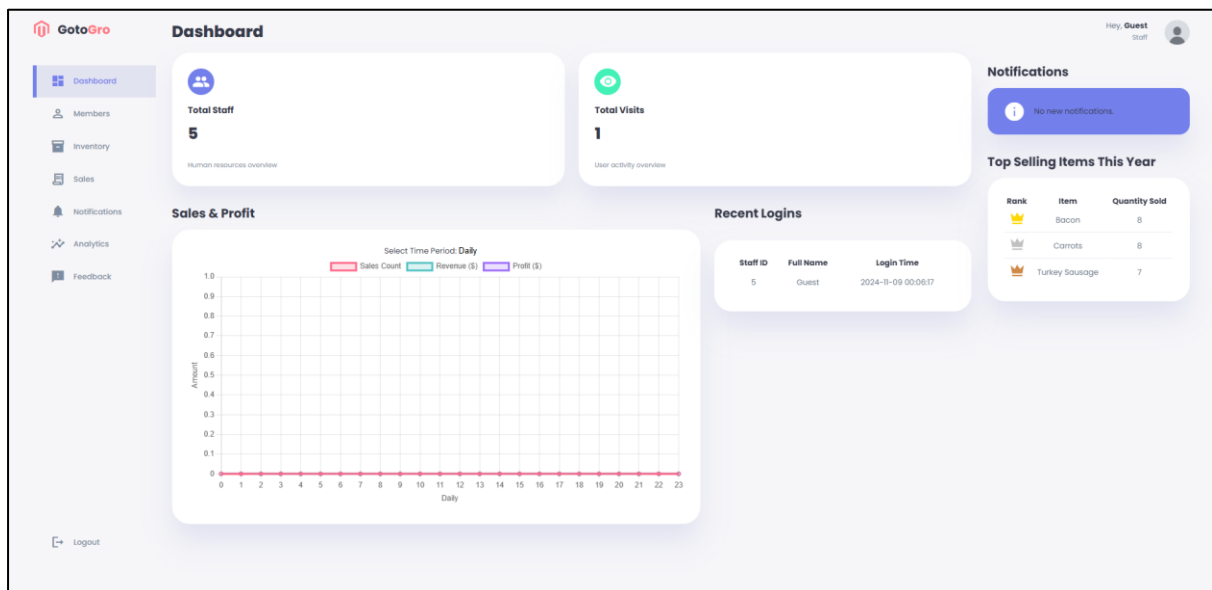 GotoGro
Dashboard
Members
Inventory
Sales
Notifications
Analytics
Feedback
Logout
Dashboard
Total Staff
5
Human resources overview
Total Visits
1
User activity overview
Sales & Profit
Select Time Period: Daily
Sales Count Revenue ($) Profit ($)
1.0
0.9
0.8
0.7
0.6
0.5
0.4
0.3
0.2
0.1
0
Amount
0 1 2 3 4 5 6 7 8 9 10 11 12 13 14 15 16 17 18 19 20 21 22 23
Daily
Recent Logins
Staff ID Full Name Login Time
5 Guest 2024-11-09 00:06:17
Hey, Guest
Staff
Notifications
No new notifications.
Top Selling Items This Year
Rank Item Quantity Sold
Bacon 8
Carrots 8
Turkey Sausage 7